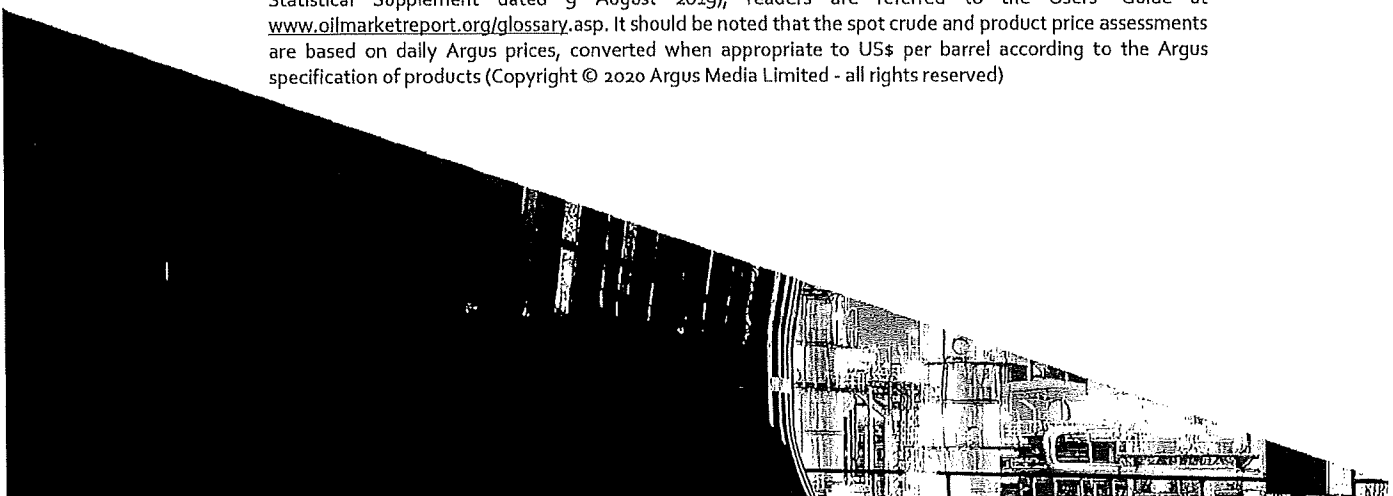 Statistical Supplement dated 9 August 2019), readers are referred to the Users' Guide at
www.oilmarketreport.org/glossary.asp. It should be noted that the spot crude and product price assessments
are based on daily Argus prices, converted when appropriate to US$ per barrel according to the Argus
specification of products (Copyright © 2020 Argus Media Limited - all rights reserved)